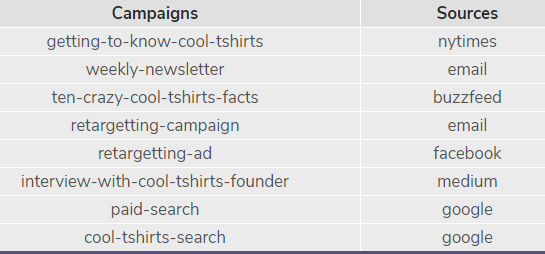 Campaigns Sources
getting-to-know-cool-tshirts nytimes
weekly-newsletter email
ten-crazy-cool-tshirts-facts buzzfeed
retargetting-campaign email
retargetting-ad facebook
interview-with-cool-tshirts-founder medium
paid-search google
cool-tshirts-search google